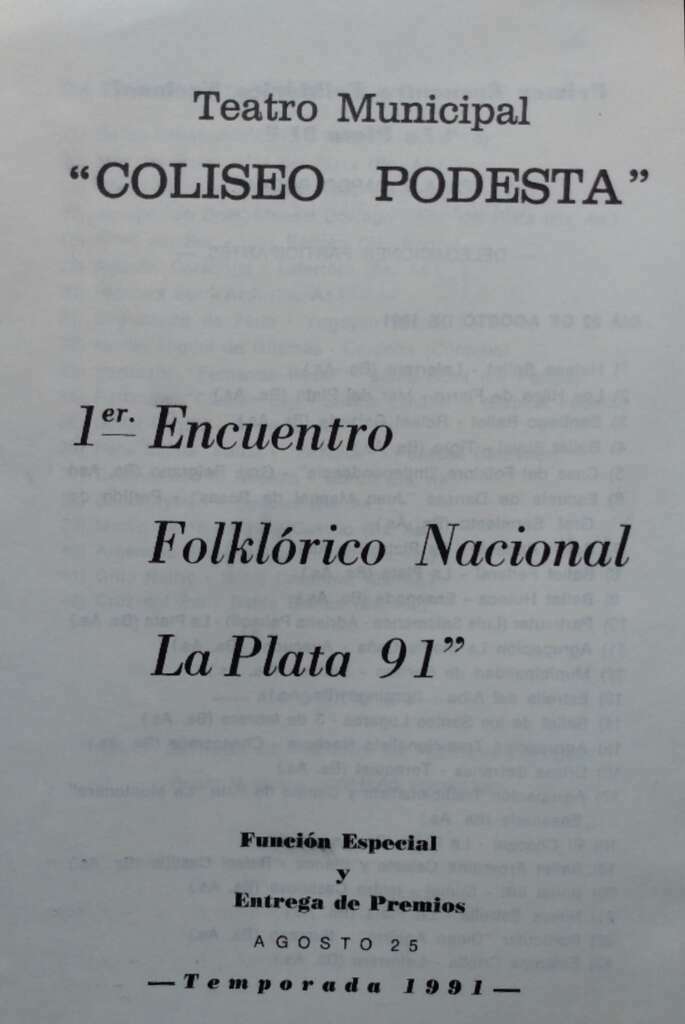 Teatro Municipal
“COLISEO PODESTA”
1er. Encuentro
Folklórico Nacional
La Plata 91”
Función Especial
y
Entrega de Premios
AGOSTO 25
— Temporada 1991 —